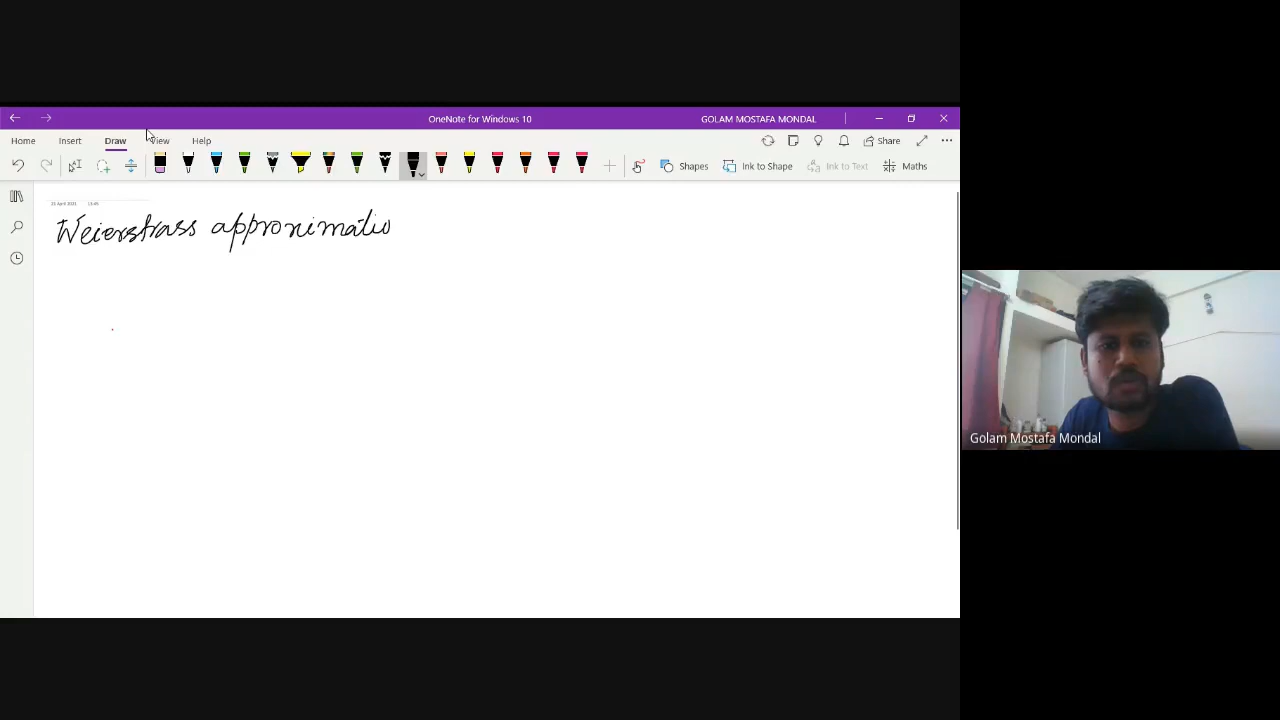 OneNote for Windows 10
GOLAM MOSTAFA MONDAL
Home Insert Draw View Help
Share
Shapes Ink to Shape Ink to Text Maths
Weierstrass approximatio
Golam Mostafa Mondal